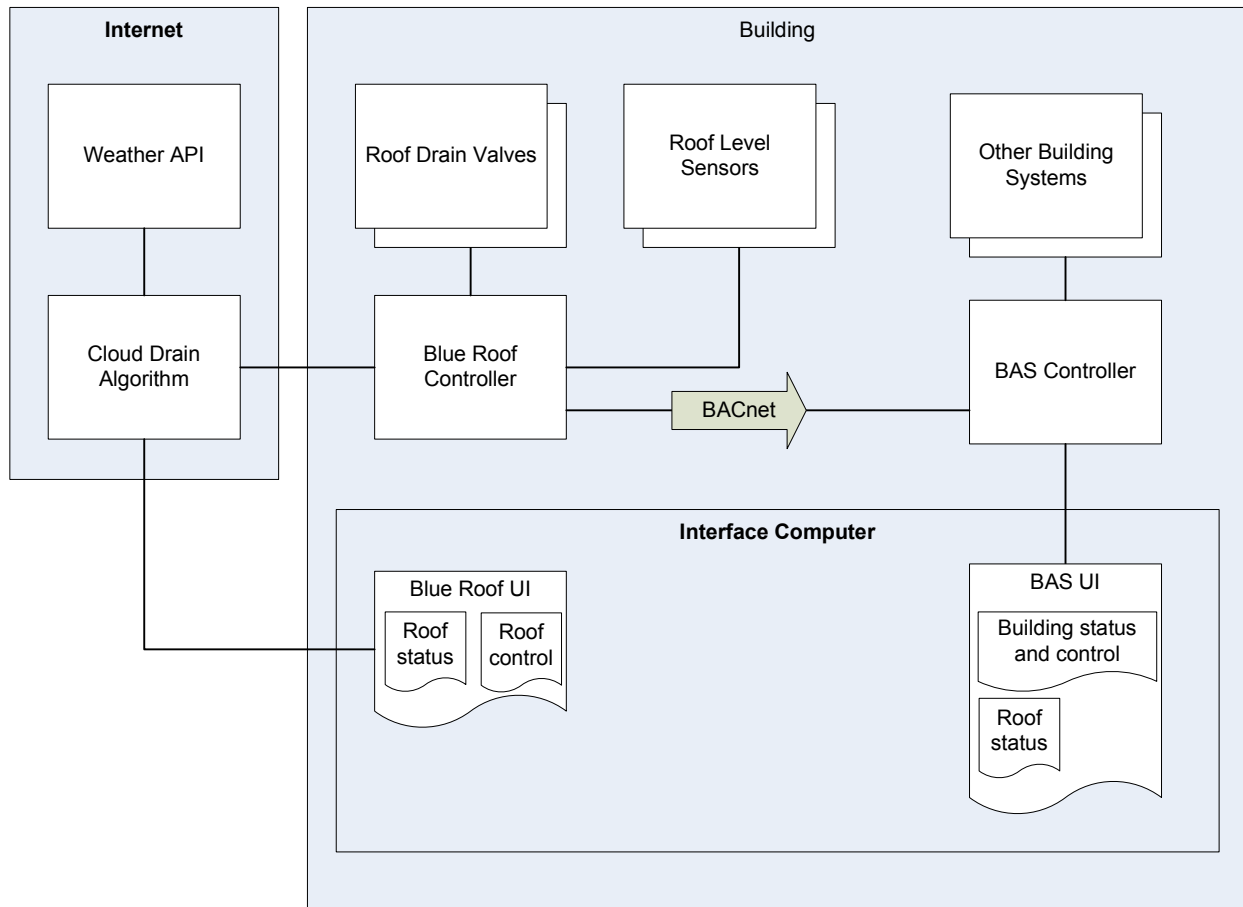 Internet
Building
Weather API
Roof Drain Valves
Roof Level
Sensors
Other Building
Systems
Cloud Drain
Algorithm
Blue Roof
Controller
BACnet
BAS Controller
Interface Computer
Blue Roof UI
Roof
status
Roof
control
BAS UI
Building status
and control
Roof
status